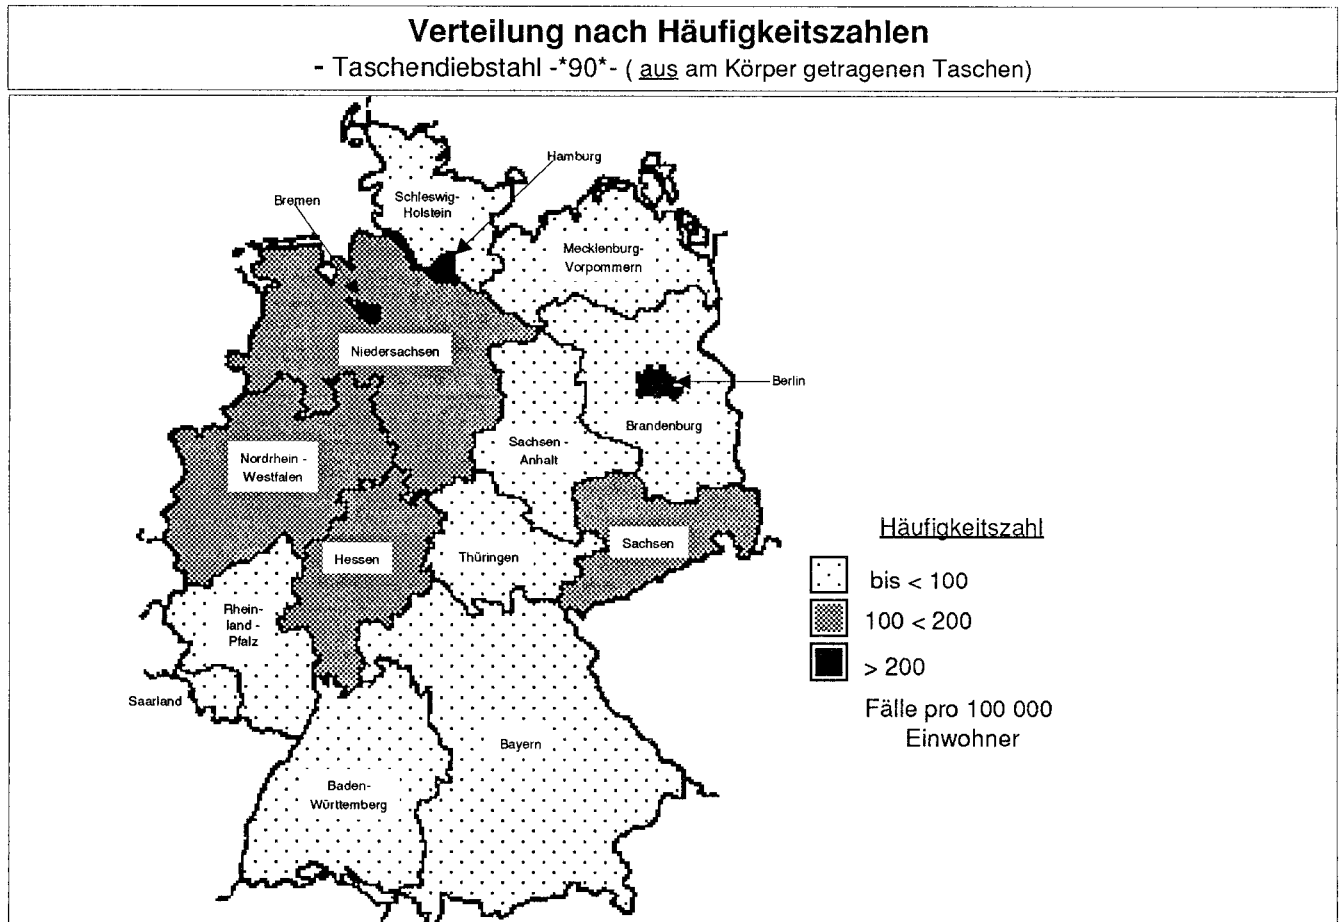 Verteilung nach Häufigkeitszahlen
- Taschendiebstahl -*90*- ( aus am Körper getragenen Taschen)
Hamburg
Bremen
Schleswig-
Holstein
Mecklenburg-
Vorpommern
Niedersachsen
Berlin
Brandenburg
Sachsen -
Anhalt
Nordrhein -
Westfalen
Hessen
Thüringen
Sachsen
Rhein-
land -
Pfalz
Saarland
Bayern
Baden-
Württemberg
Häufigkeitszahl
bis < 100
100 < 200
> 200
Fälle pro 100 000
Einwohner